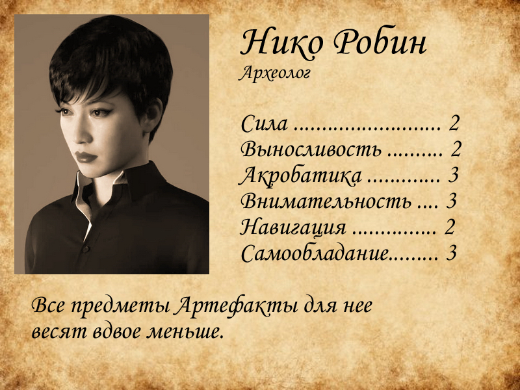 Нико Робин
Археолог
Сила .......................... 2
Выносливость .......... 2
Акробатика ............. 3
Внимательность .... 3
Навигация ............... 2
Самообладание......... 3
Все предметы Артефакты для нее
весят вдвое меньше.